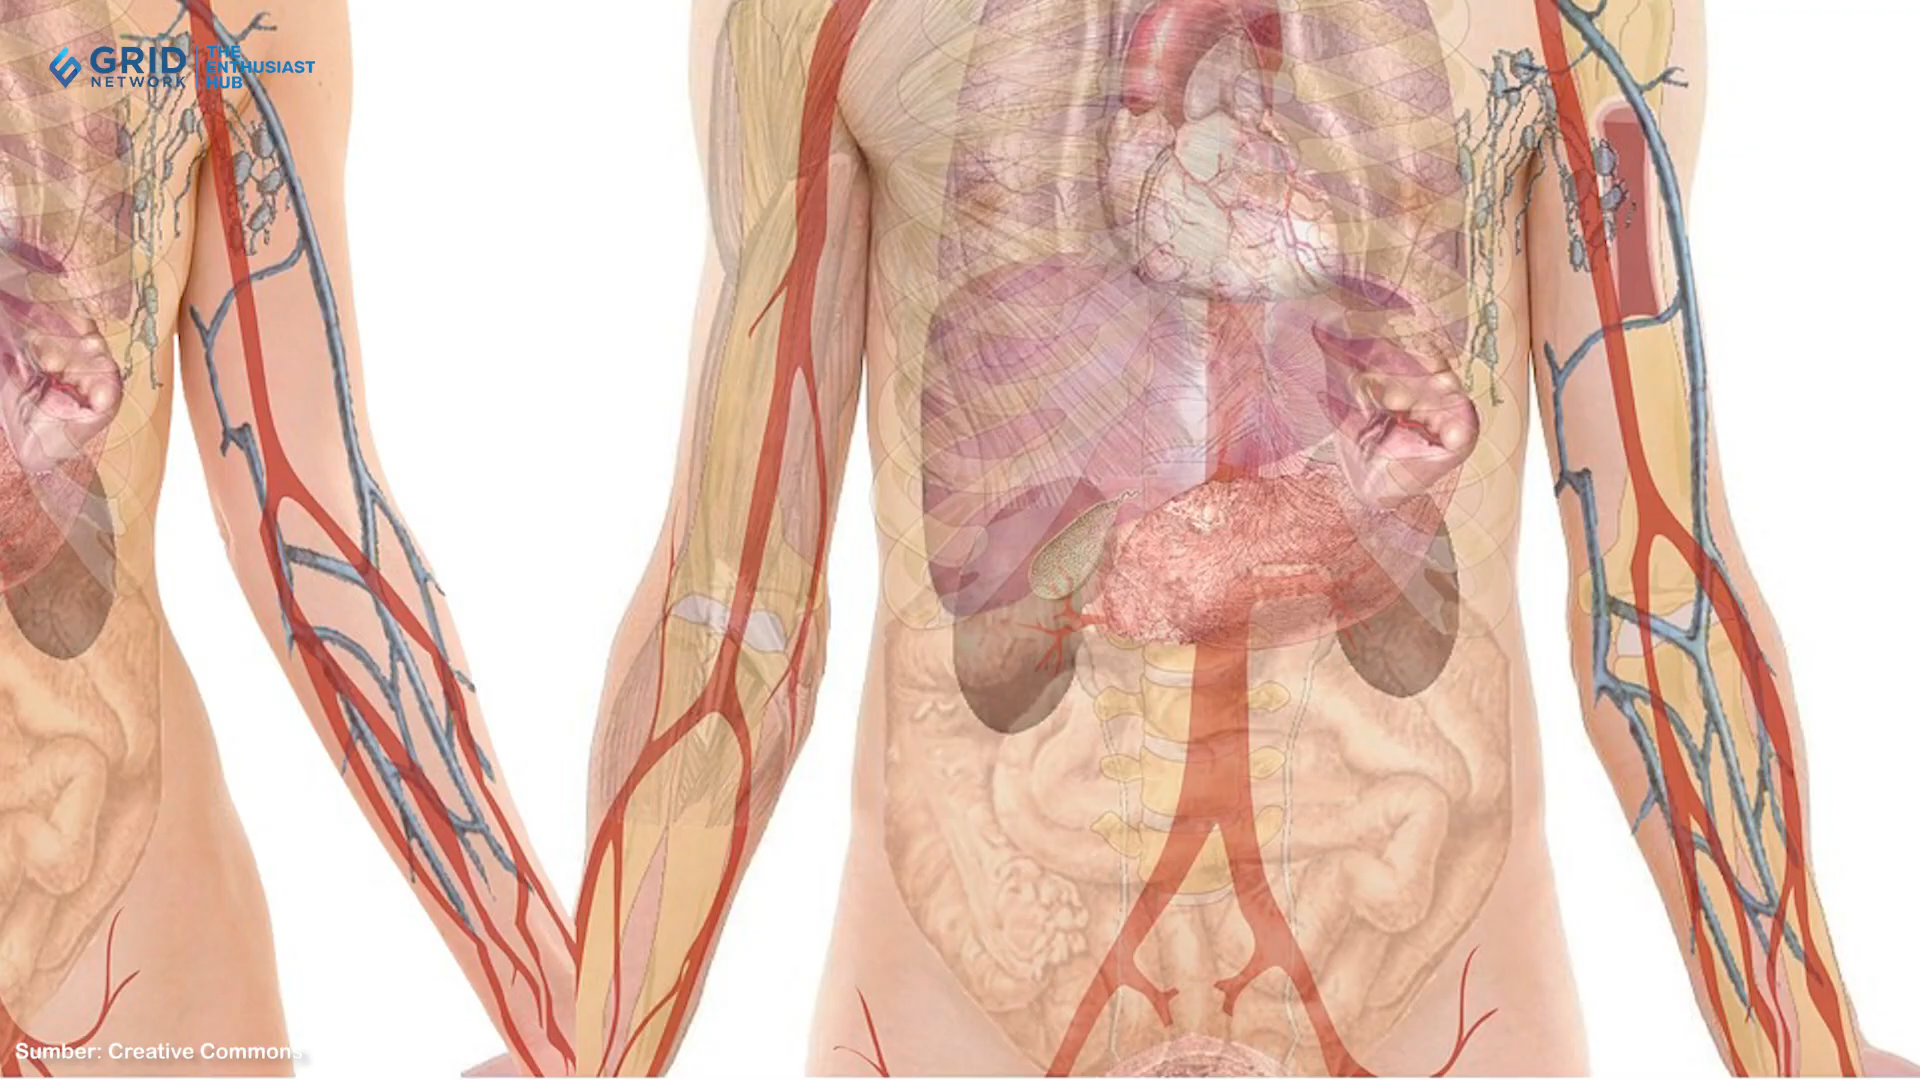 GRID
NETWORK
THE
ENTHUSIAST
HUB
Sumber: Creative Commons